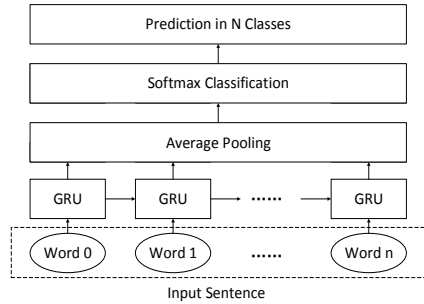 Prediction in N Classes
Softmax Classification
Average Pooling
GRU GRU ...... GRU
Word 0 Word 1 ...... Word n
Input Sentence